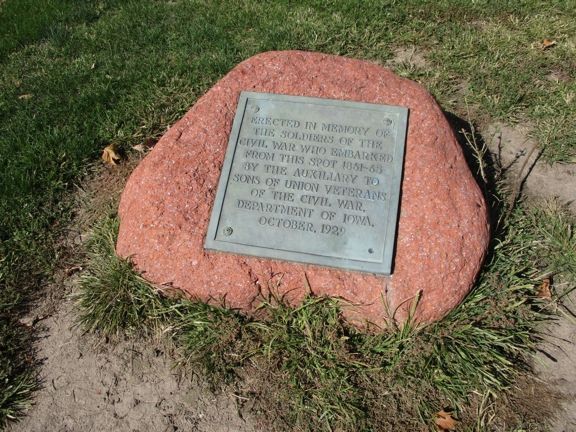 ERECTED IN MEMORY OF
THE SOLDIERS OF THE
CIVIL WAR WHO EMBARKED
FROM THIS SPOT 1861-65
BY THE AUXILIARY TO
SONS OF UNION VETERANS
OF THE CIVIL WAR.
DEPARTMENT OF IOWA.
OCTOBER, 1929